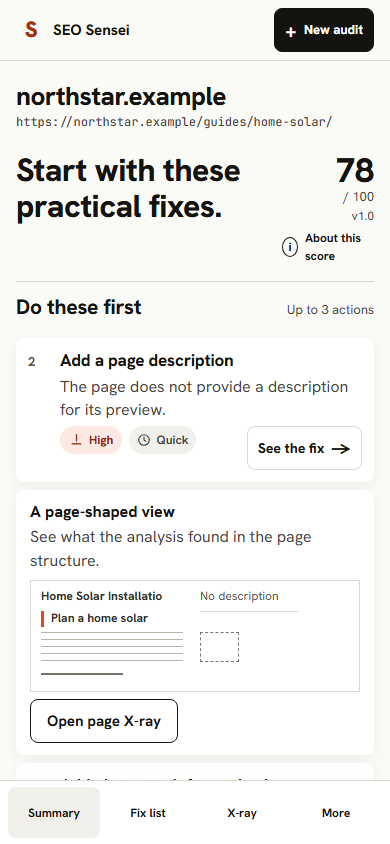 S SEO Sensei
+ New audit
northstar.example
https://northstar.example/guides/home-solar/
Start with these
practical fixes.
78
/ 100
v1.0
i About this
score
Do these first
Up to 3 actions
2 Add a page description
The page does not provide a description
for its preview.
High
Quick
See the fix →
A page-shaped view
See what the analysis found in the page
structure.
Home Solar Installatio
No description
Plan a home solar
Open page X-ray
Summary
Fix list
X-ray
More